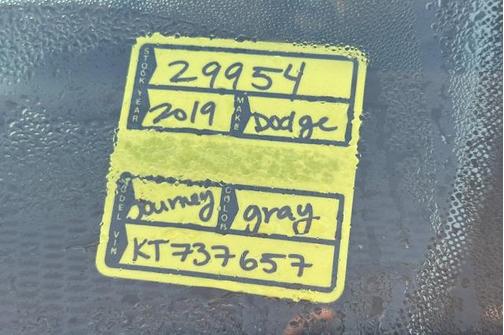 STOCK 29954
YEAR 2019 MAKE Dodge
MODEL Journey COLOR gray
VIN KT737657